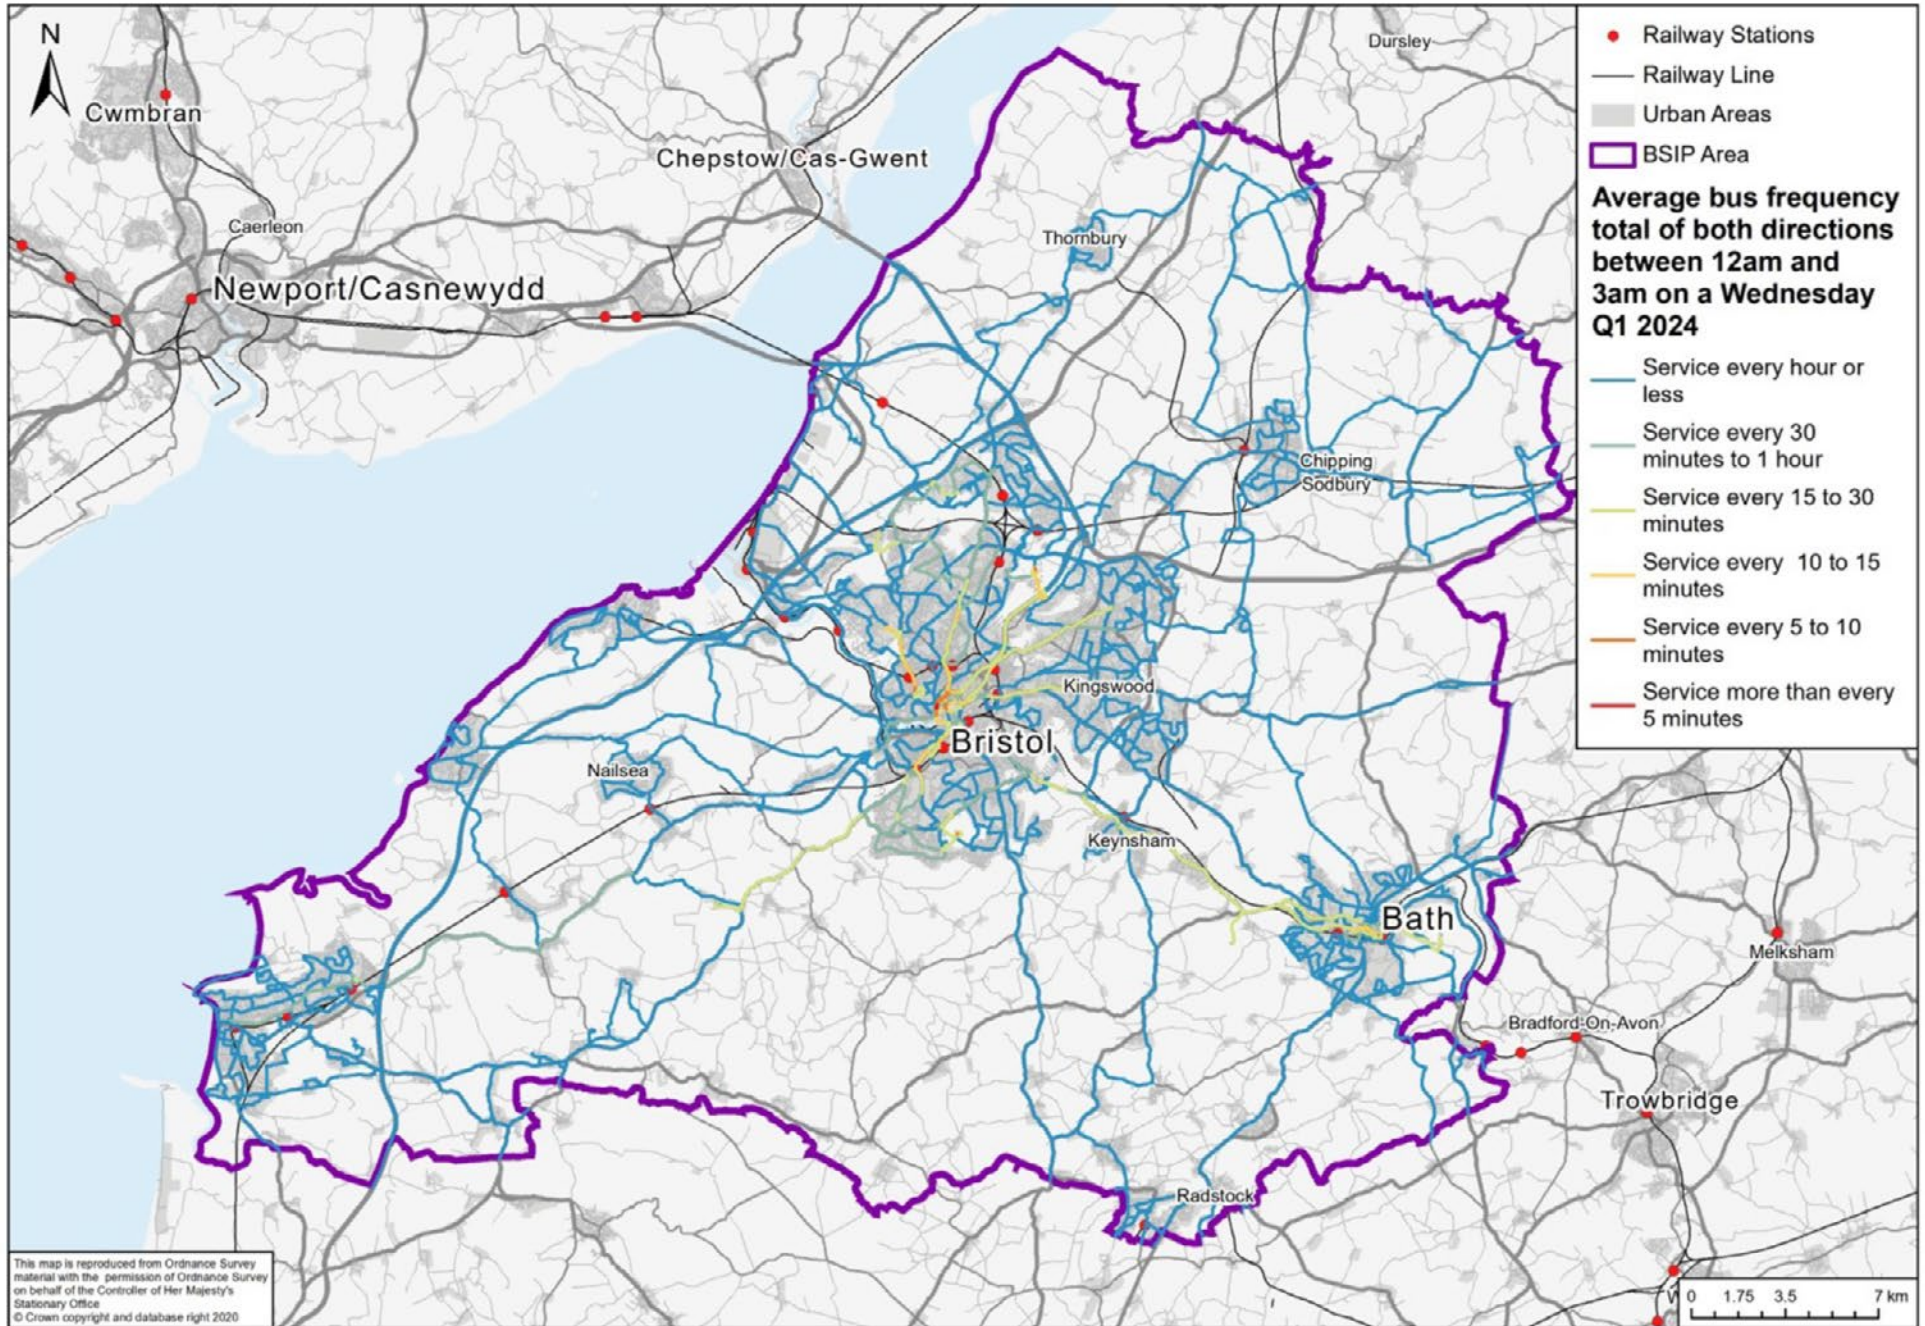 N
Cwmbran
Caerleon
Newport/Casnewydd
Chepstow/Cas-Gwent
Dursley
Thornbury
Chipping
Sodbury
Kingswood
Bristol
Nailsea
Keynsham
Bath
Melksham
Bradford-On-Avon
Trowbridge
Radstock
Railway Stations
Railway Line
Urban Areas
BSIP Area
Average bus frequency
total of both directions
between 12am and
3am on a Wednesday
Q1 2024
Service every hour or
less
Service every 30
minutes to 1 hour
Service every 15 to 30
minutes
Service every 10 to 15
minutes
Service every 5 to 10
minutes
Service more than every
5 minutes
This map is reproduced from Ordnance Survey
material with the permission of Ordnance Survey
on behalf of the Controller of Her Majesty's
Stationary Office
© Crown copyright and database right 2020
0 1.75 3.5 7 km